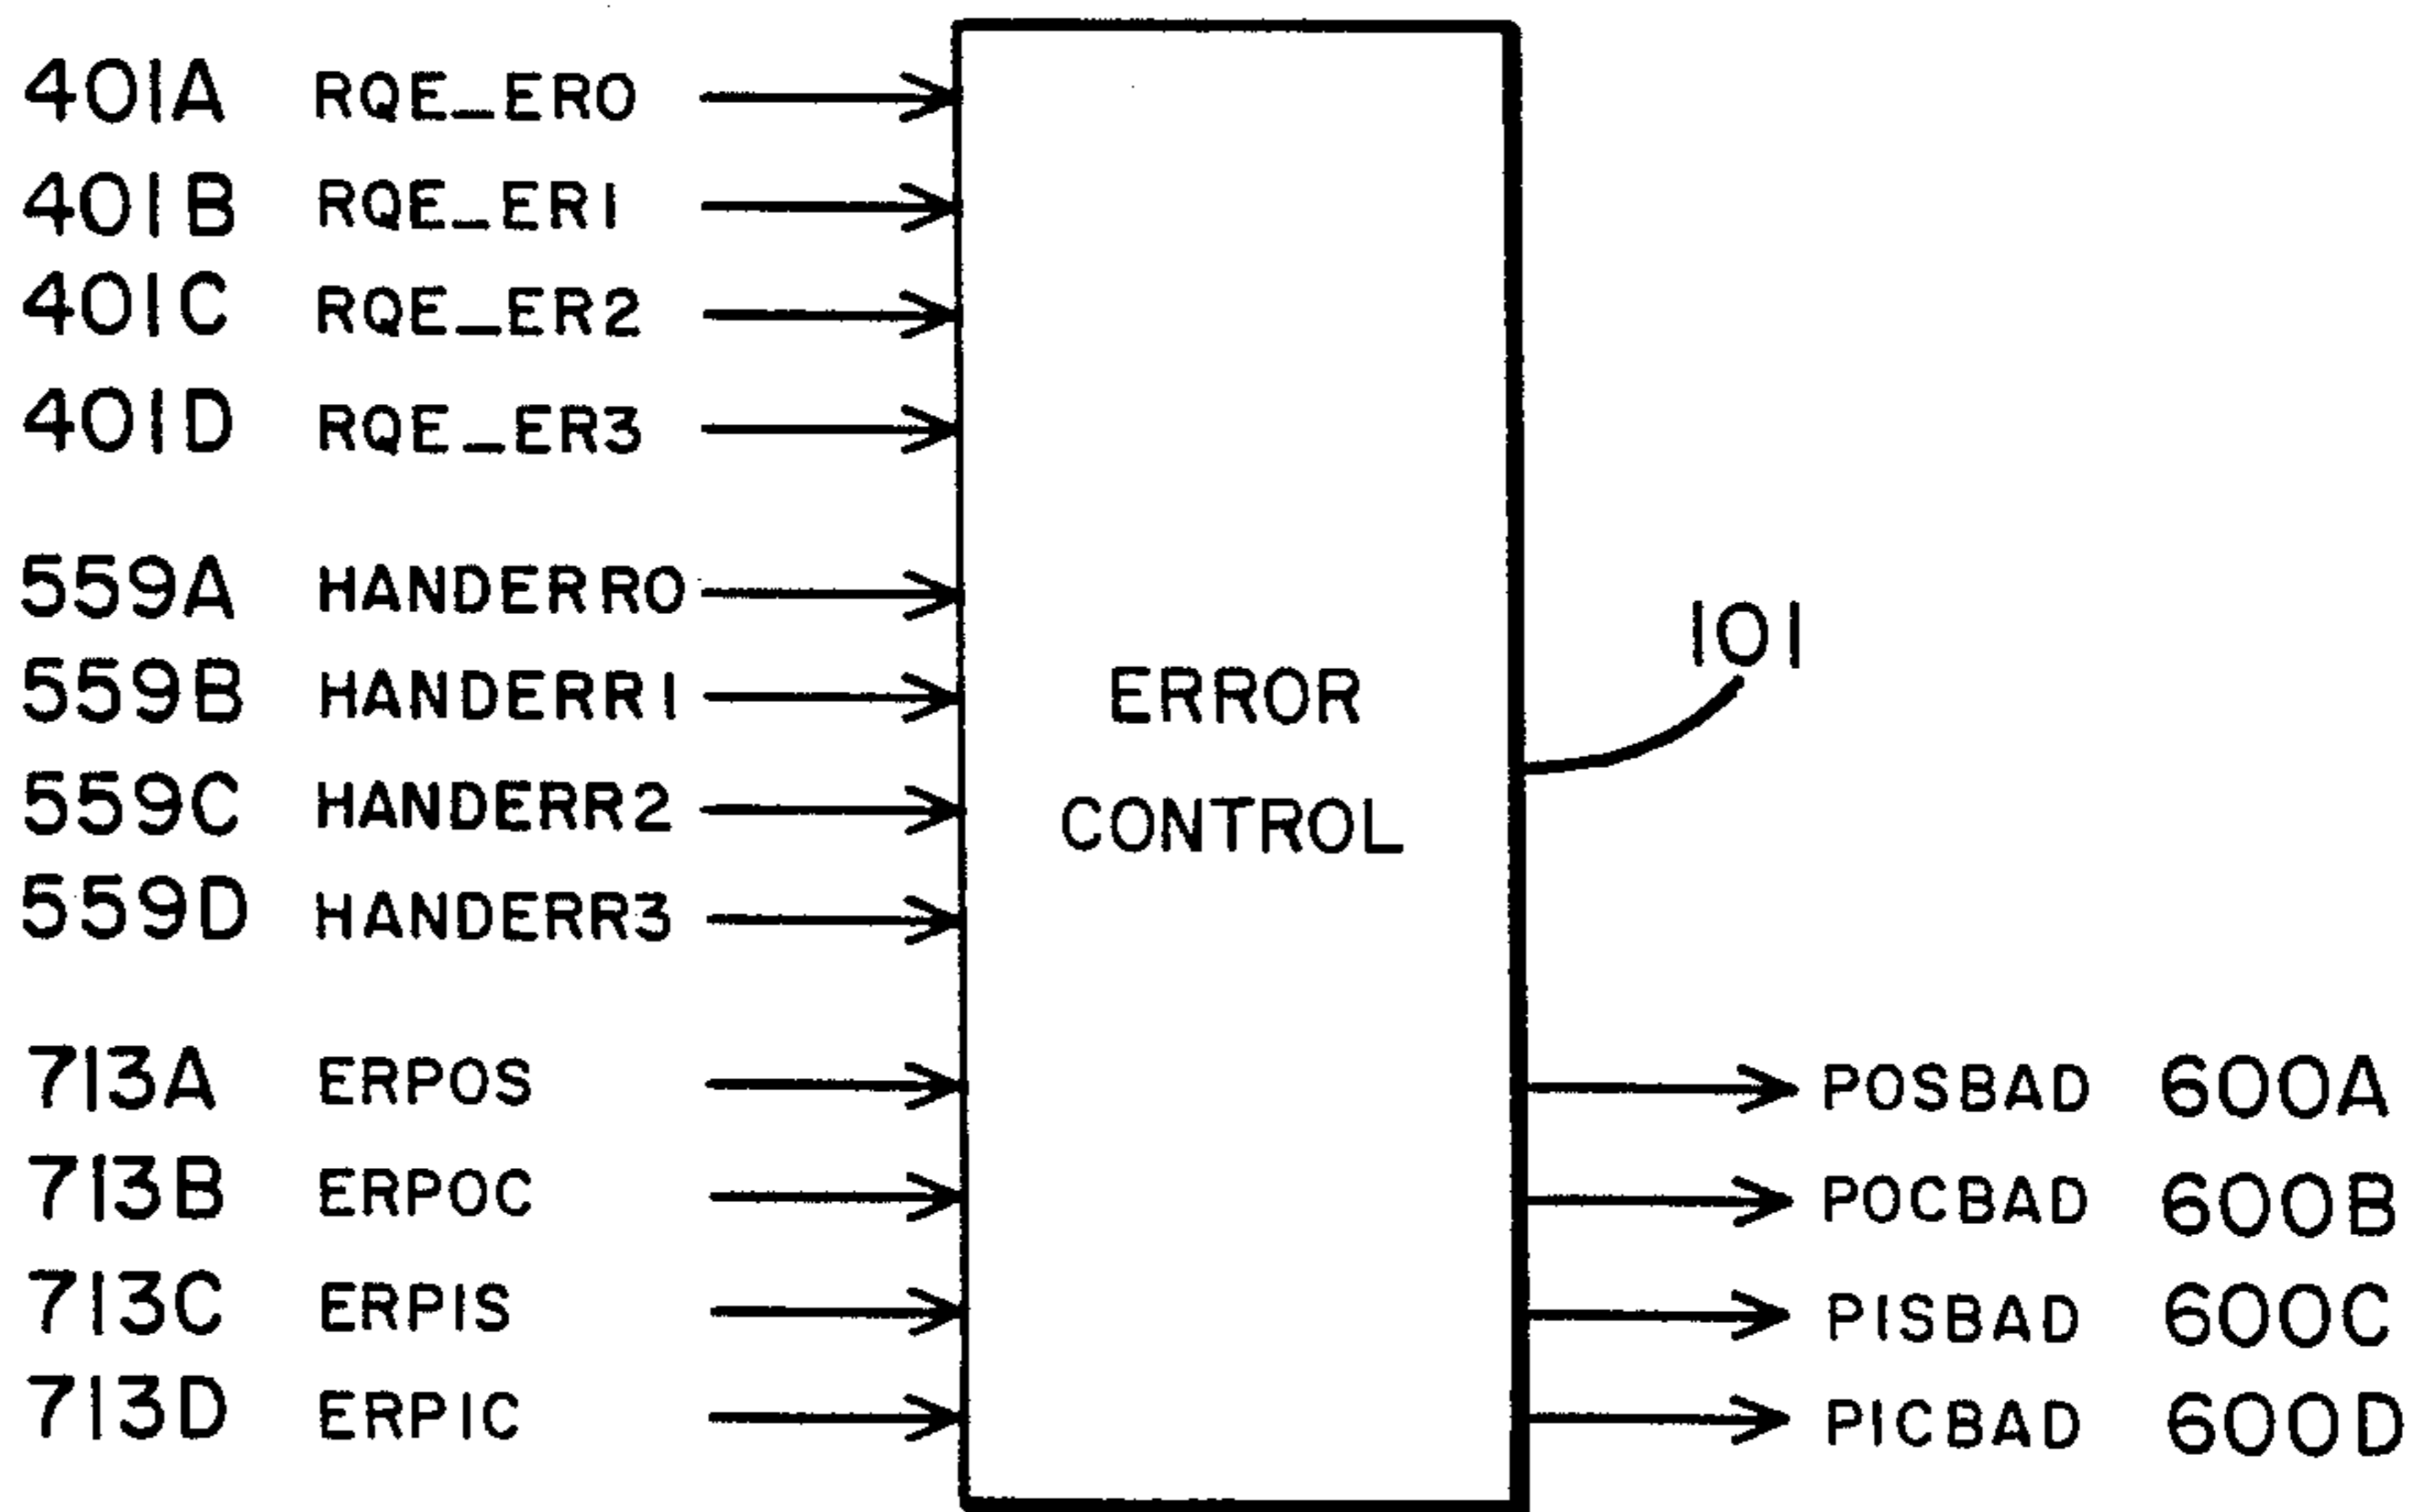 401A RQE_ER0
401B RQE_ER1
401C RQE_ER2
401D RQE_ER3
559A HANDERR0
559B HANDERR1
559C HANDERR2
559D HANDERR3
713A ERPOS
713B ERPOC
713C ERPIS
713D ERPIC
ERROR
CONTROL
101
POSBAD 600A
POCBAD 600B
PISBAD 600C
PICBAD 600D